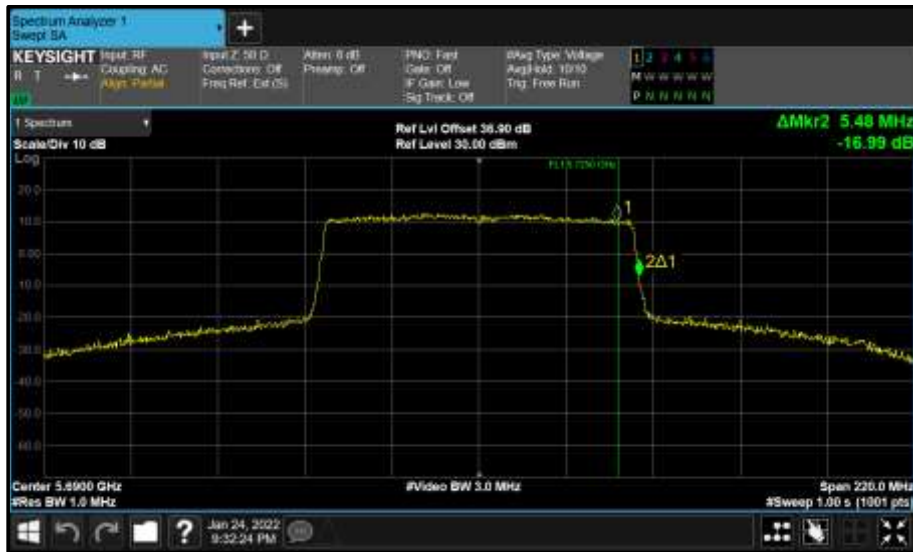 Spectrum Analyzer 1
Swept SA
+
KEYSIGHT
R T
Input: RF
Coupling: AC
Align: Partial
Input Z: 50 Ω
Corrections: Off
Freq Ref: Ext (S)
Atten: 8 dB
Preamp: Off
PNO: Fast
Gate: Off
IF Gain: Low
Sig Track: Off
#Avg Type: Voltage
Avg|Hold: 10/10
Trig: Free Run
1 2 3 4 5 6
M W W W W W
P N N N N N
1 Spectrum
Scale/Div 10 dB
Log
Ref Lvl Offset 36.90 dB
Ref Level 30.00 dBm
ΔMkr2 5.48 MHz
-16.99 dB
20.0
10.0
0.00
-10.0
-20.0
-30.0
-40.0
-50.0
-60.0
1
2Δ1
Center 5.6900 GHz
#Res BW 1.0 MHz
#Video BW 3.0 MHz
Span 220.0 MHz
#Sweep 1.00 s (1001 pts)
?
Jan 24, 2022
9:32:24 PM